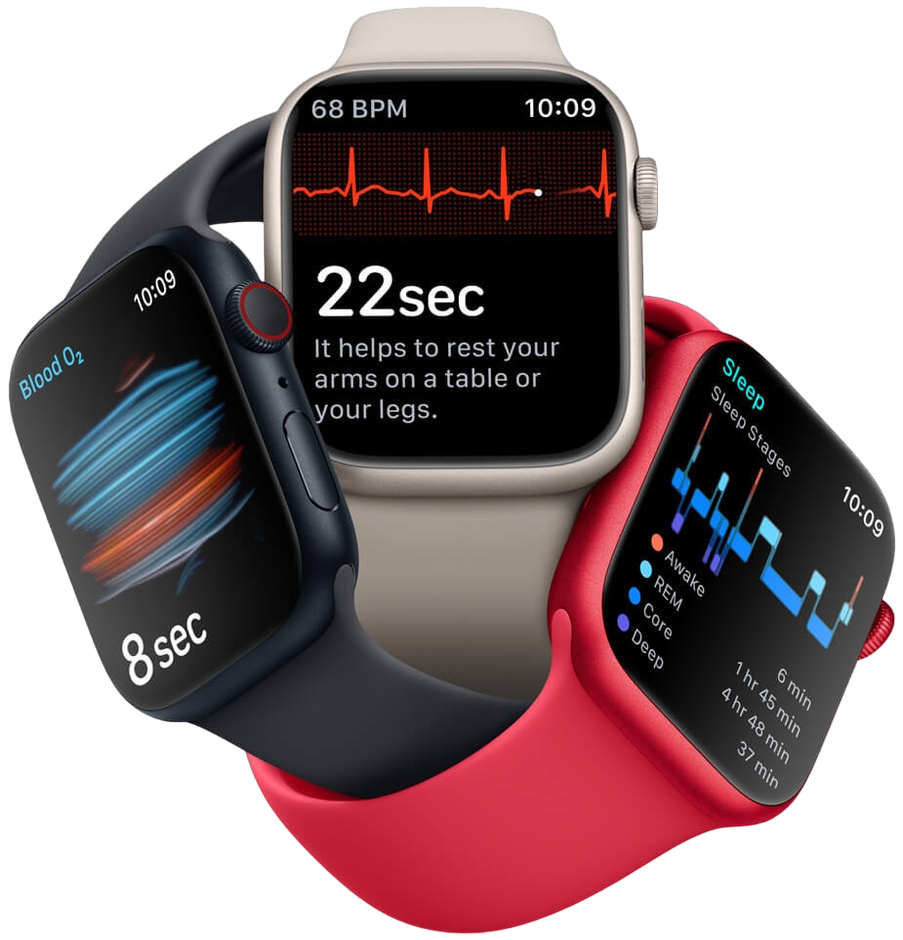 68 BPM 10:09
22sec
It helps to rest your
arms on a table or
your legs.
10:09
Blood O₂
8sec
Sleep
Sleep Stages
10:09
Awake
REM
Core
Deep
6 min
1 hr 45 min
4 hr 48 min
37 min